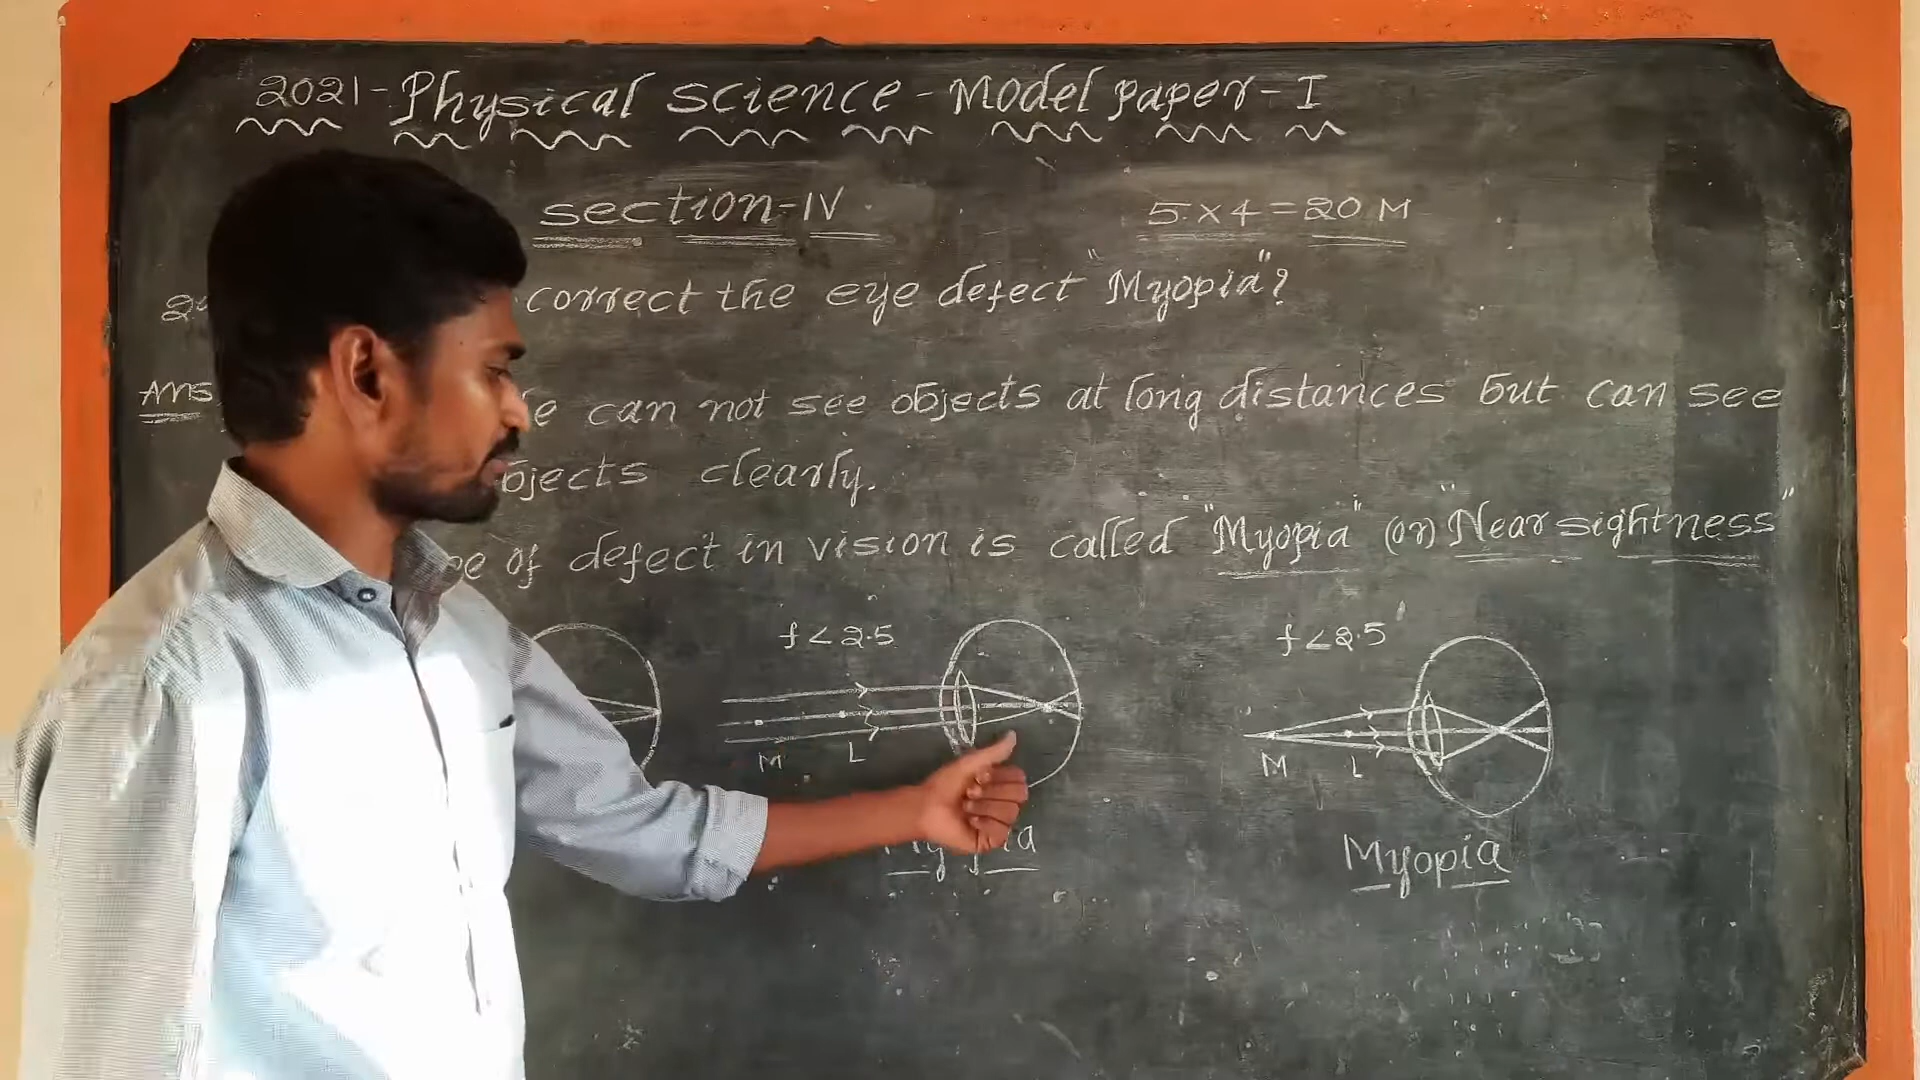 2021 - Physical science - Model paper - I
section - IV 5 × 4 = 20 M
correct the eye defect "Myopia"?
Ans can not see objects at long distances but can see
objects clearly.
of defect in vision is called "Myopia" (or) "Near sightness"
f < 2.5 f < 2.5
M L M L
Myopia Myopia